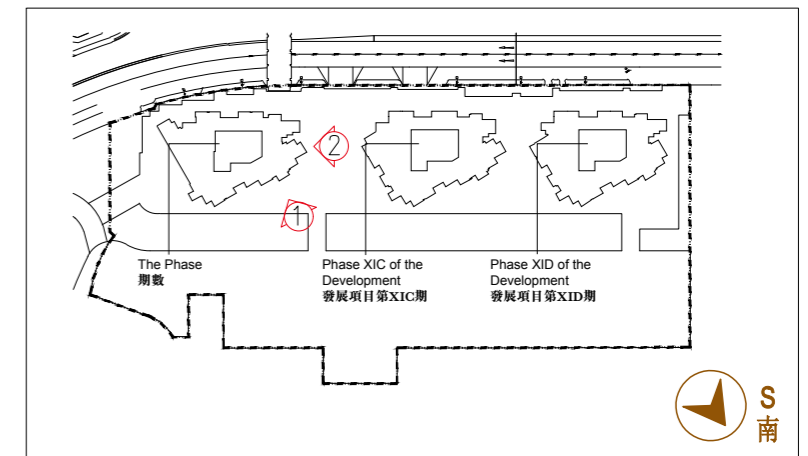 2
1
The Phase
期數
Phase XIC of the
Development
發展項目第XIC期
Phase XID of the
Development
發展項目第XID期
S
南